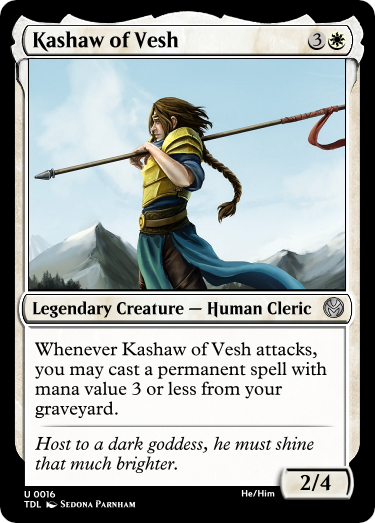 Kashaw of Vesh 3
Legendary Creature — Human Cleric
Whenever Kashaw of Vesh attacks,
you may cast a permanent spell with
mana value 3 or less from your
graveyard.
Host to a dark goddess, he must shine
that much brighter.
2/4
U 0016 He/Him
TDL Sedona Parnham